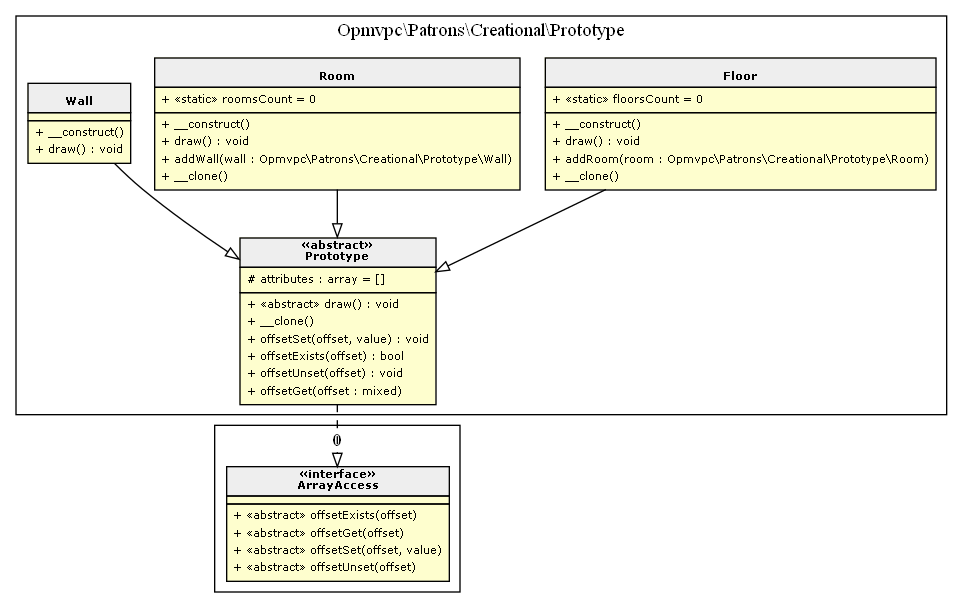 Opmvpc\Patrons\Creational\Prototype
Wall
+ __construct()
+ draw() : void
Room
+ «static» roomsCount = 0
+ __construct()
+ draw() : void
+ addWall(wall : Opmvpc\Patrons\Creational\Prototype\Wall)
+ __clone()
Floor
+ «static» floorsCount = 0
+ __construct()
+ draw() : void
+ addRoom(room : Opmvpc\Patrons\Creational\Prototype\Room)
+ __clone()
«abstract»
Prototype
# attributes : array = []
+ «abstract» draw() : void
+ __clone()
+ offsetSet(offset, value) : void
+ offsetExists(offset) : bool
+ offsetUnset(offset) : void
+ offsetGet(offset : mixed)
«interface»
ArrayAccess
+ «abstract» offsetExists(offset)
+ «abstract» offsetGet(offset)
+ «abstract» offsetSet(offset, value)
+ «abstract» offsetUnset(offset)